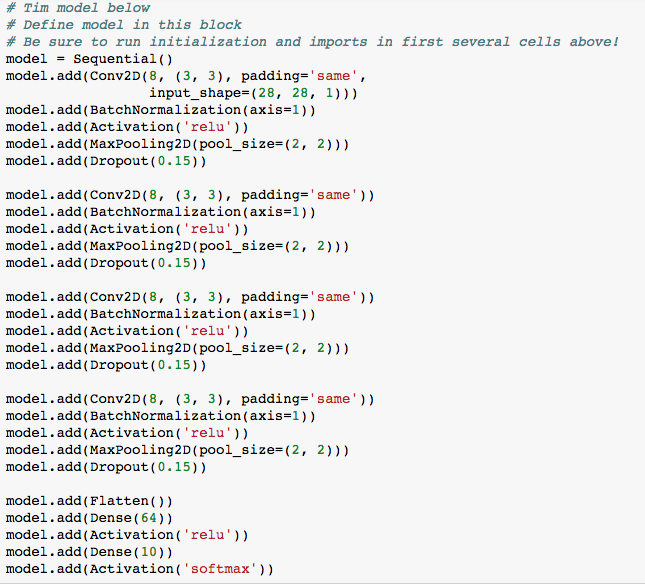 # Tim model below
# Define model in this block
# Be sure to run initialization and imports in first several cells above!
model = Sequential()
model.add(Conv2D(8, (3, 3), padding='same',
                 input_shape=(28, 28, 1)))
model.add(BatchNormalization(axis=1))
model.add(Activation('relu'))
model.add(MaxPooling2D(pool_size=(2, 2)))
model.add(Dropout(0.15))

model.add(Conv2D(8, (3, 3), padding='same'))
model.add(BatchNormalization(axis=1))
model.add(Activation('relu'))
model.add(MaxPooling2D(pool_size=(2, 2)))
model.add(Dropout(0.15))

model.add(Conv2D(8, (3, 3), padding='same'))
model.add(BatchNormalization(axis=1))
model.add(Activation('relu'))
model.add(MaxPooling2D(pool_size=(2, 2)))
model.add(Dropout(0.15))

model.add(Conv2D(8, (3, 3), padding='same'))
model.add(BatchNormalization(axis=1))
model.add(Activation('relu'))
model.add(MaxPooling2D(pool_size=(2, 2)))
model.add(Dropout(0.15))

model.add(Flatten())
model.add(Dense(64))
model.add(Activation('relu'))
model.add(Dense(10))
model.add(Activation('softmax'))